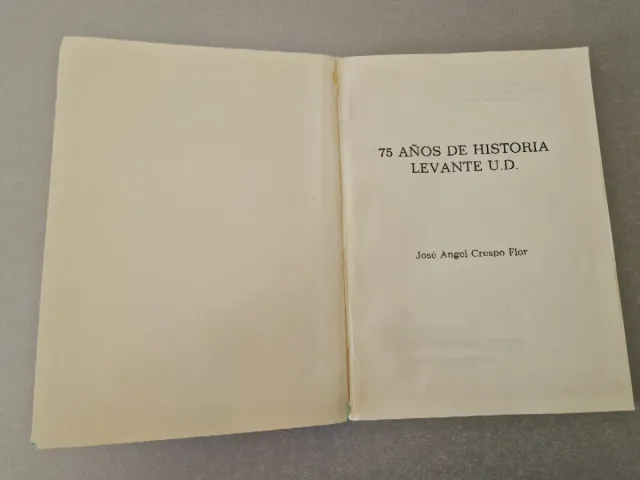 75 AÑOS DE HISTORIA
LEVANTE U.D.
José Angel Crespo Flor